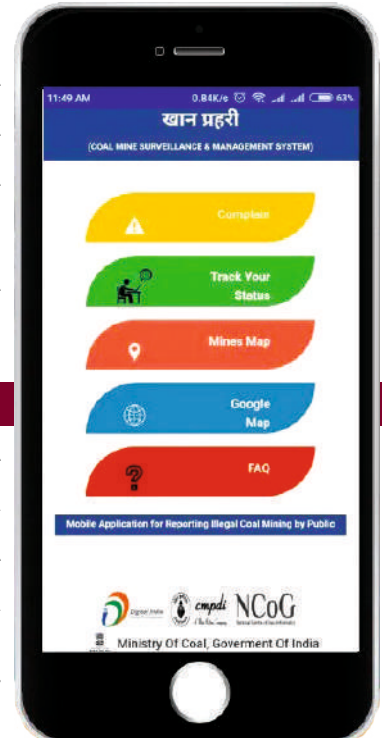 11:49 AM 0.84K/s 63%
खान प्रहरी
(COAL MINE SURVEILLANCE & MANAGEMENT SYSTEM)
Complain
Track Your
Status
Mines Map
Google
Map
FAQ
Mobile Application for Reporting Illegal Coal Mining by Public
Digital India cmpdi NCoG
Ministry Of Coal, Goverment Of India